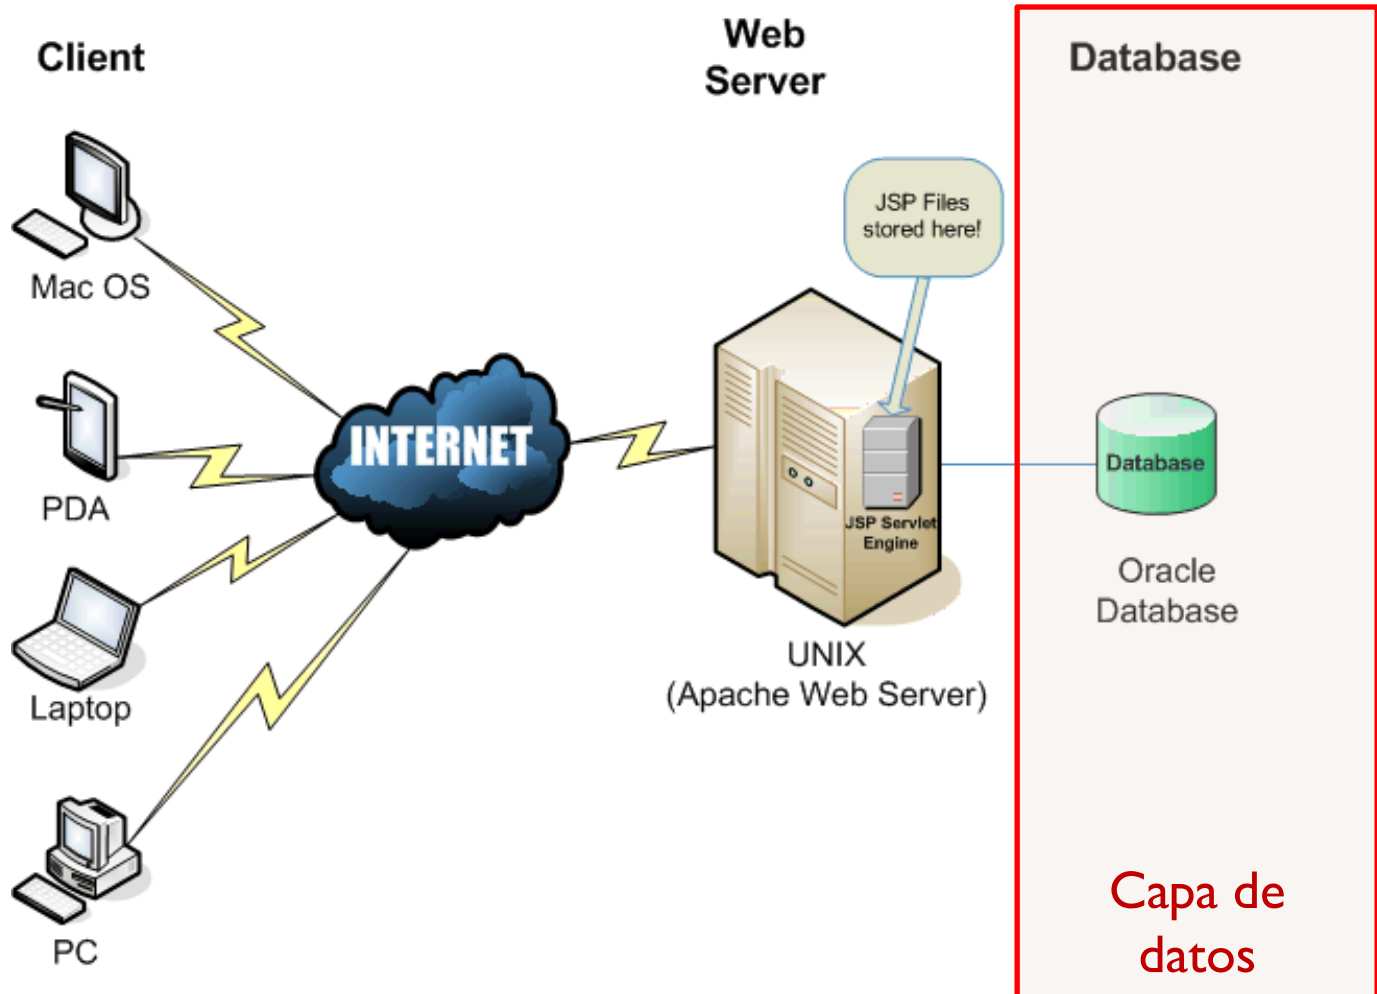 Client
Web
Server
Database
JSP Files
stored here!
Mac OS
INTERNET
Database
PDA
JSP Servlet
Engine
Oracle
Database
UNIX
(Apache Web Server)
Laptop
PC
Capa de
datos